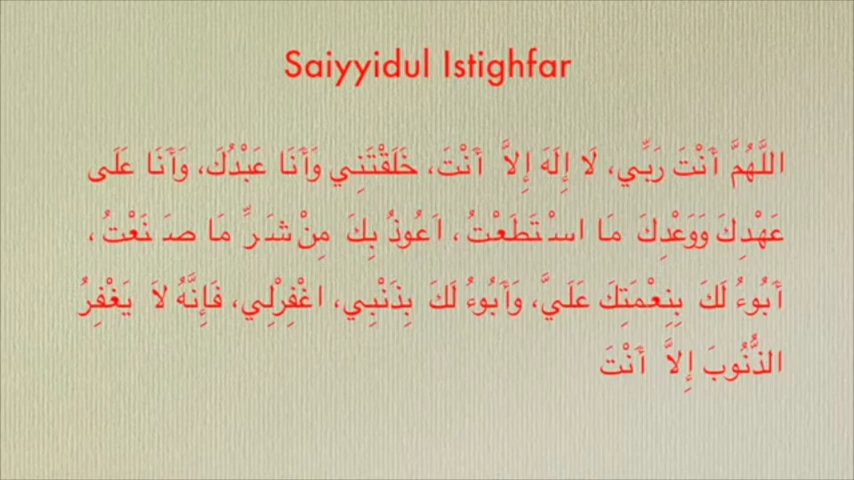 Saiyyidul Istighfar
اللَّهُمَّ أَنْتَ رَبِّي، لَا إِلَهَ إِلاَّ أَنْتَ، خَلَقْتَنِي وَأَنَا عَبْدُكَ، وَأَنَا عَلَى
عَهْدِكَ وَوَعْدِكَ مَا اسْتَطَعْتُ، اَعُوذُ بِكَ مِنْ شَرِّ مَا صَنَعْتُ،
أَبُوءُ لَكَ بِنِعْمَتِكَ عَلَيَّ، وَأَبُوءُ لَكَ بِذَنْبِي، اغْفِرْلِي، فَإِنَّهُ لاَ يَغْفِرُ
الذُّنُوبَ إِلاَّ أَنْتَ